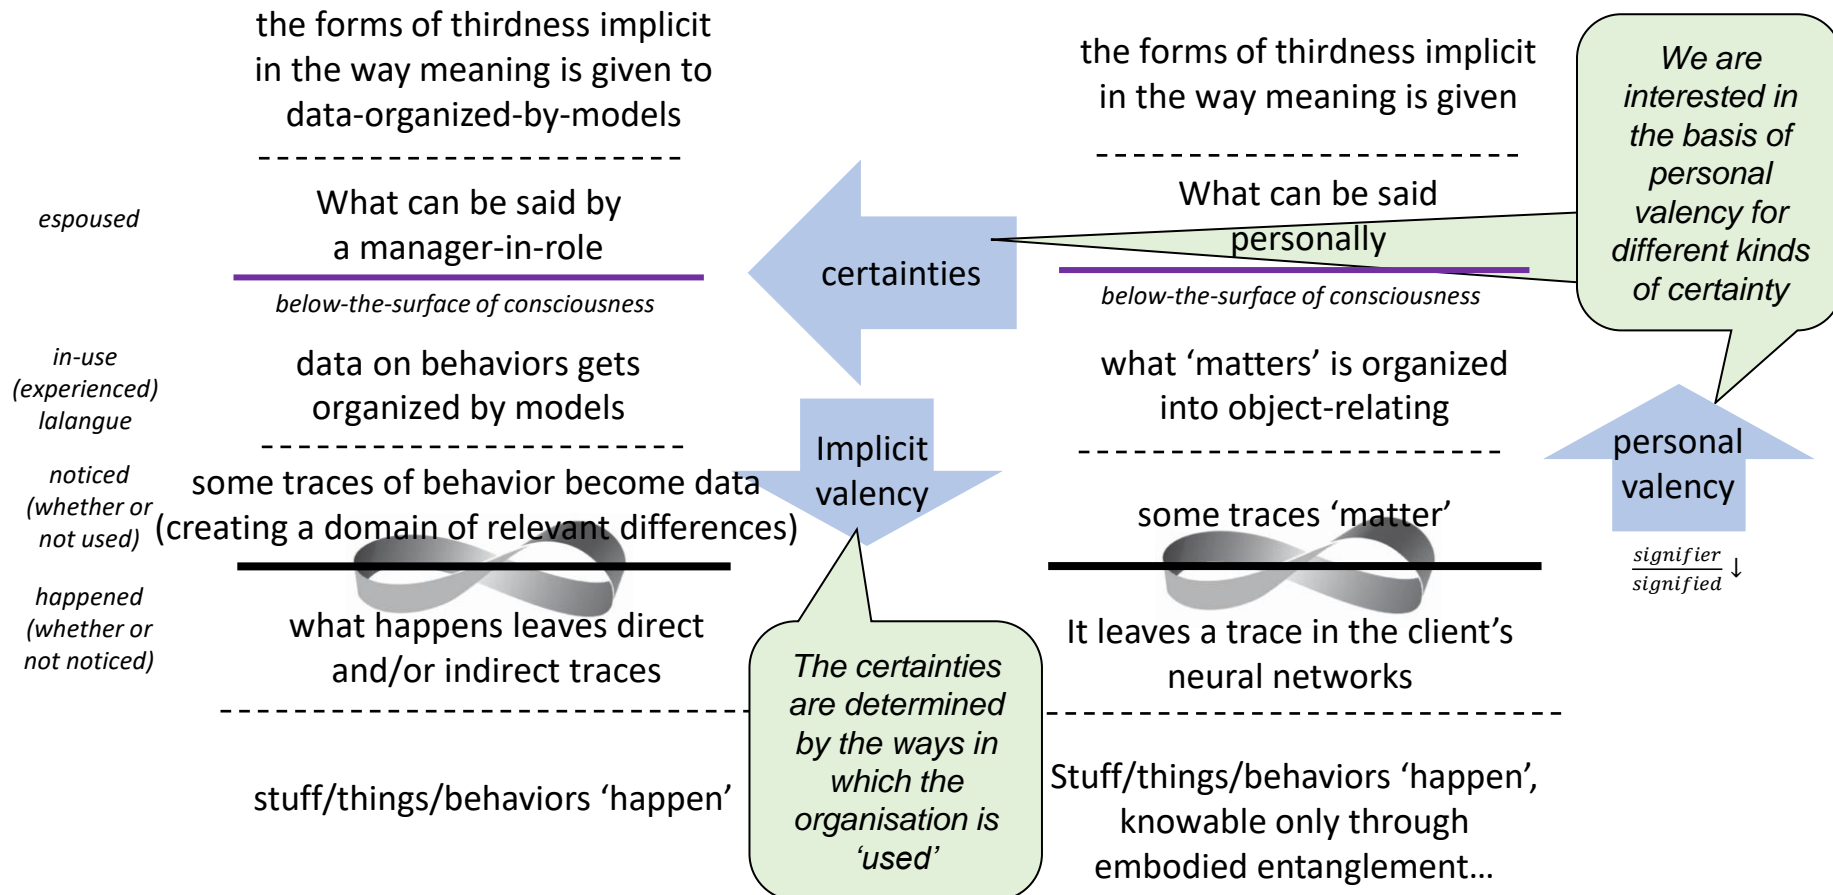 the forms of thirdness implicit
in the way meaning is given to
data-organized-by-models
espoused
What can be said by
a manager-in-role
below-the-surface of consciousness
in-use
(experienced)
lalangue
data on behaviors gets
organized by models
noticed
(whether or
not used)
some traces of behavior become data
(creating a domain of relevant differences)
happened
(whether or
not noticed)
what happens leaves direct
and/or indirect traces
stuff/things/behaviors ‘happen’
certainties
Implicit
valency
The certainties
are determined
by the ways in
which the
organisation is
‘used’
the forms of thirdness implicit
in the way meaning is given
What can be said
personally
below-the-surface of consciousness
what ‘matters’ is organized
into object-relating
some traces ‘matter’
It leaves a trace in the client’s
neural networks
Stuff/things/behaviors ‘happen’,
knowable only through
embodied entanglement…
We are
interested in
the basis of
personal
valency for
different kinds
of certainty
personal
valency
signifier
signified ↓